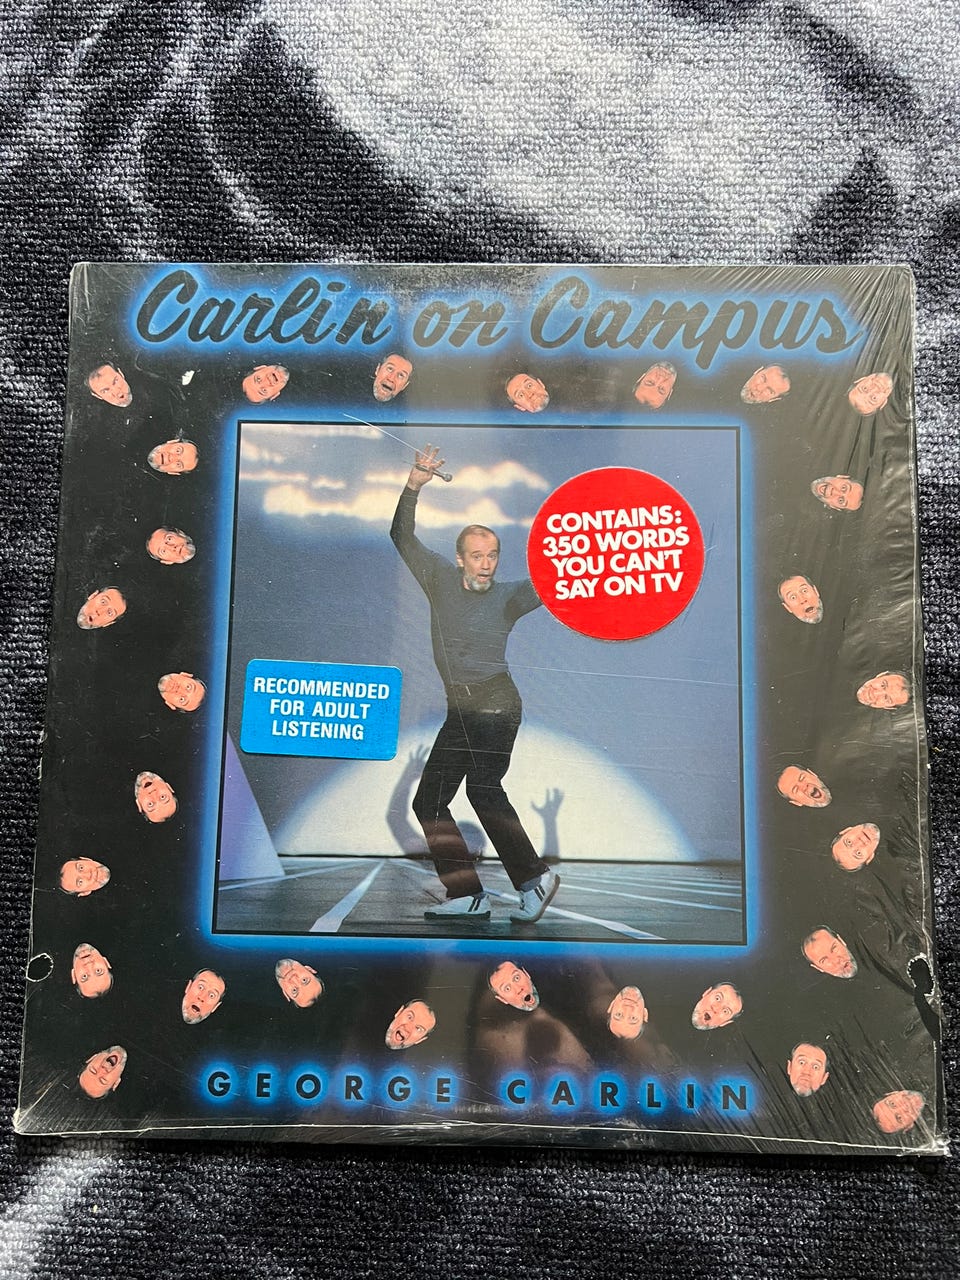 Carlin on Campus
CONTAINS:
350 WORDS
YOU CAN'T
SAY ON TV
RECOMMENDED
FOR ADULT
LISTENING
GEORGE CARLIN